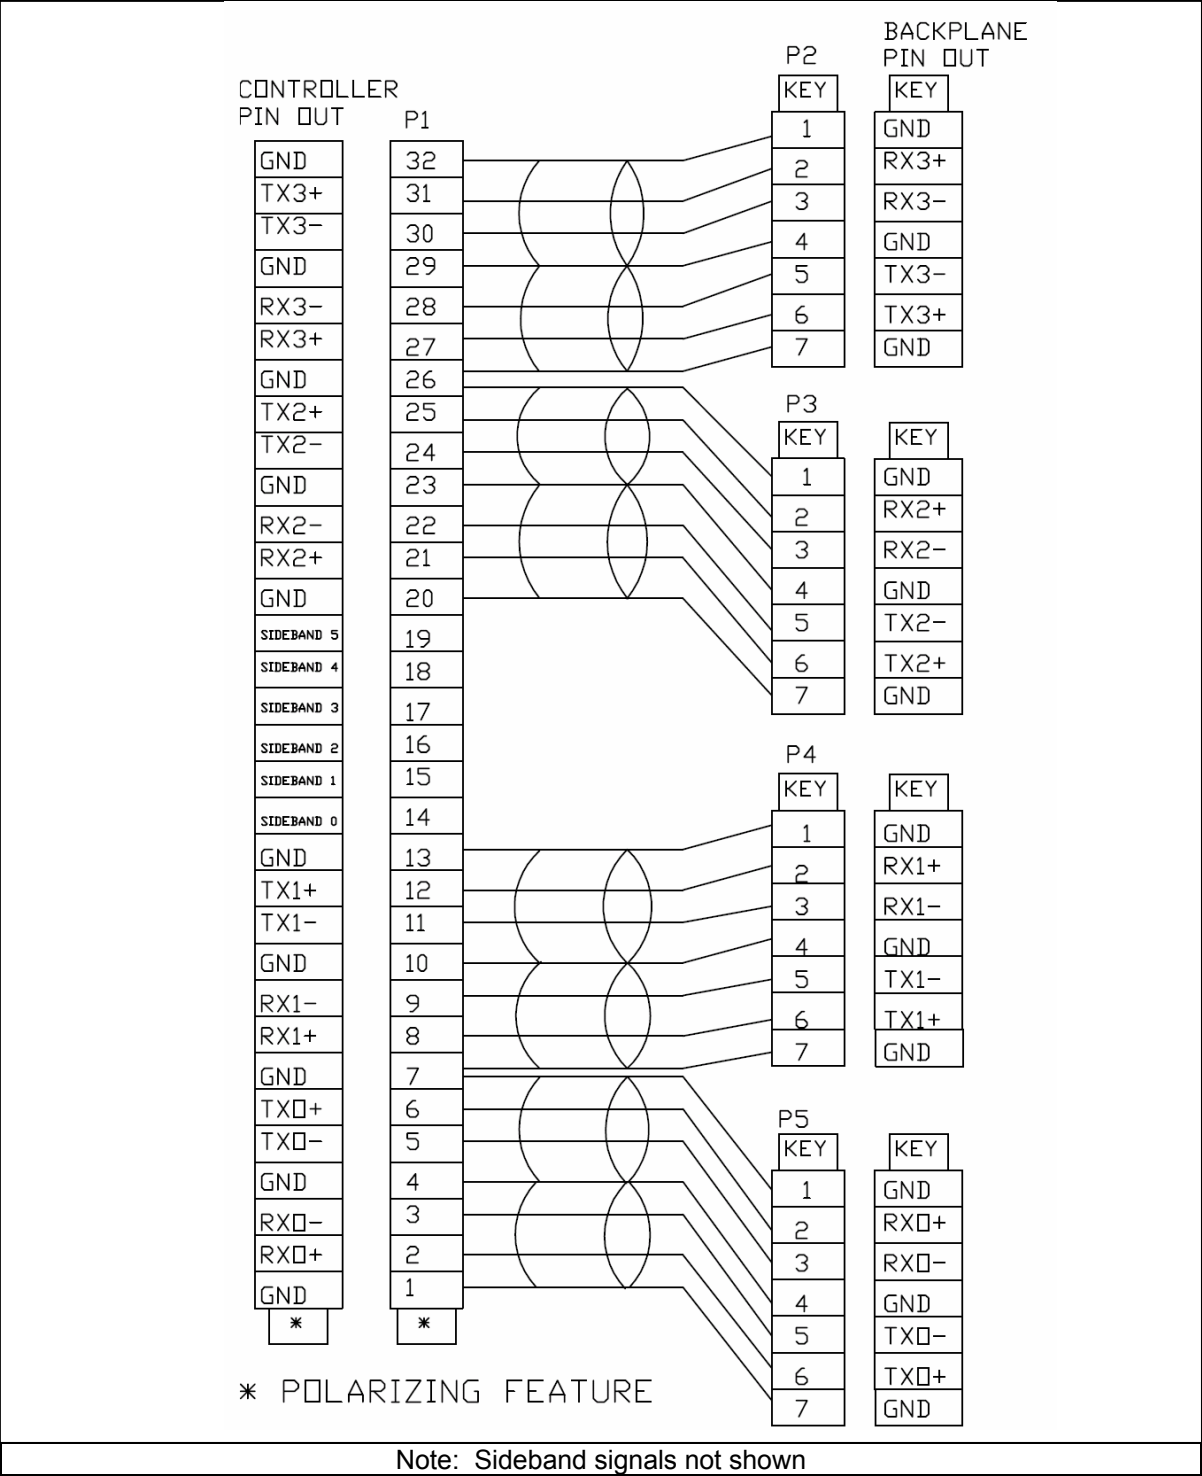 BACKPLANE
PIN OUT
P2
KEY KEY
CONTROLLER
PIN OUT P1
1 GND
GND 32
2 RX3+
TX3+ 31
3 RX3-
TX3- 30
4 GND
GND 29
5 TX3-
RX3- 28
6 TX3+
RX3+ 27
7 GND
GND 26
P3
TX2+ 25
KEY KEY
TX2- 24
1 GND
GND 23
2 RX2+
RX2- 22
3 RX2-
RX2+ 21
4 GND
GND 20
5 TX2-
SIDEBAND 5 19
6 TX2+
SIDEBAND 4 18
7 GND
SIDEBAND 3 17
SIDEBAND 2 16
P4
SIDEBAND 1 15
KEY KEY
SIDEBAND 0 14
1 GND
GND 13
2 RX1+
TX1+ 12
3 RX1-
TX1- 11
4 GND
GND 10
5 TX1-
RX1- 9
6 TX1+
RX1+ 8
7 GND
GND 7
TX0+ 6
P5
TX0- 5
KEY KEY
GND 4
1 GND
RX0- 3
2 RX0+
RX0+ 2
3 RX0-
GND 1
4 GND
* *
5 TX0-
6 TX0+
* POLARIZING FEATURE
7 GND
Note: Sideband signals not shown